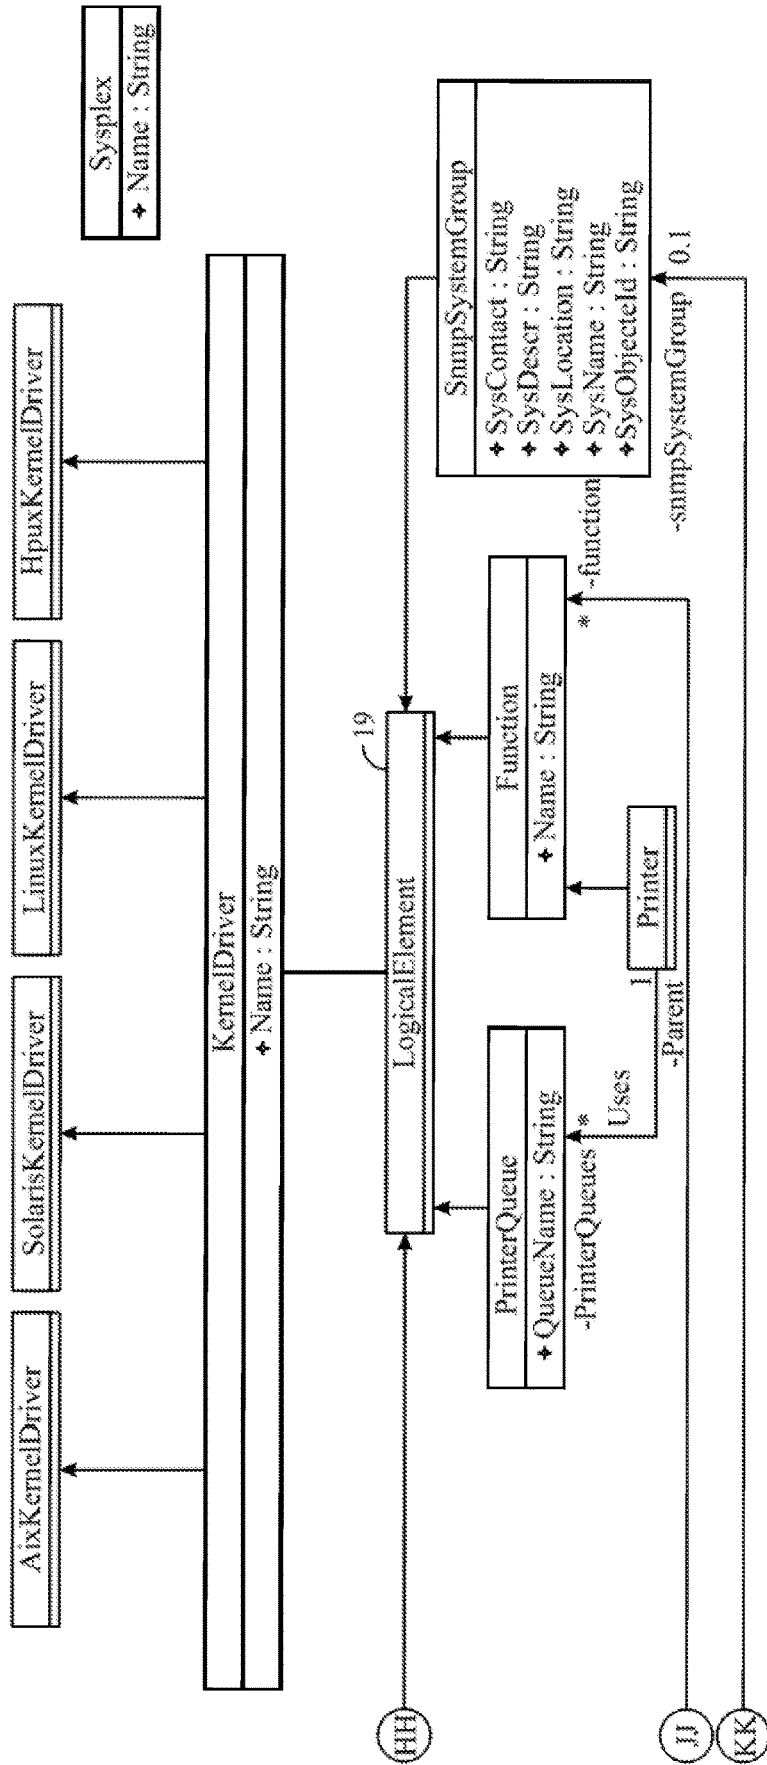 AixKernelDriver
SolarisKernelDriver
LinuxKernelDriver
HpuxKernelDriver
Sysplex
✦ Name : String
KernelDriver
✦ Name : String
HH
LogicalElement
19
PrinterQueue
✦ QueueName : String
-PrinterQueues *
Uses
Function
✦ Name : String
* -function
Printer
1
-Parent
SnmpSystemGroup
✦ SysContact : String
✦ SysDescr : String
✦ SysLocation : String
✦ SysName : String
✦ SysObjecteId : String
-snmpSystemGroup 0.1
JJ
KK